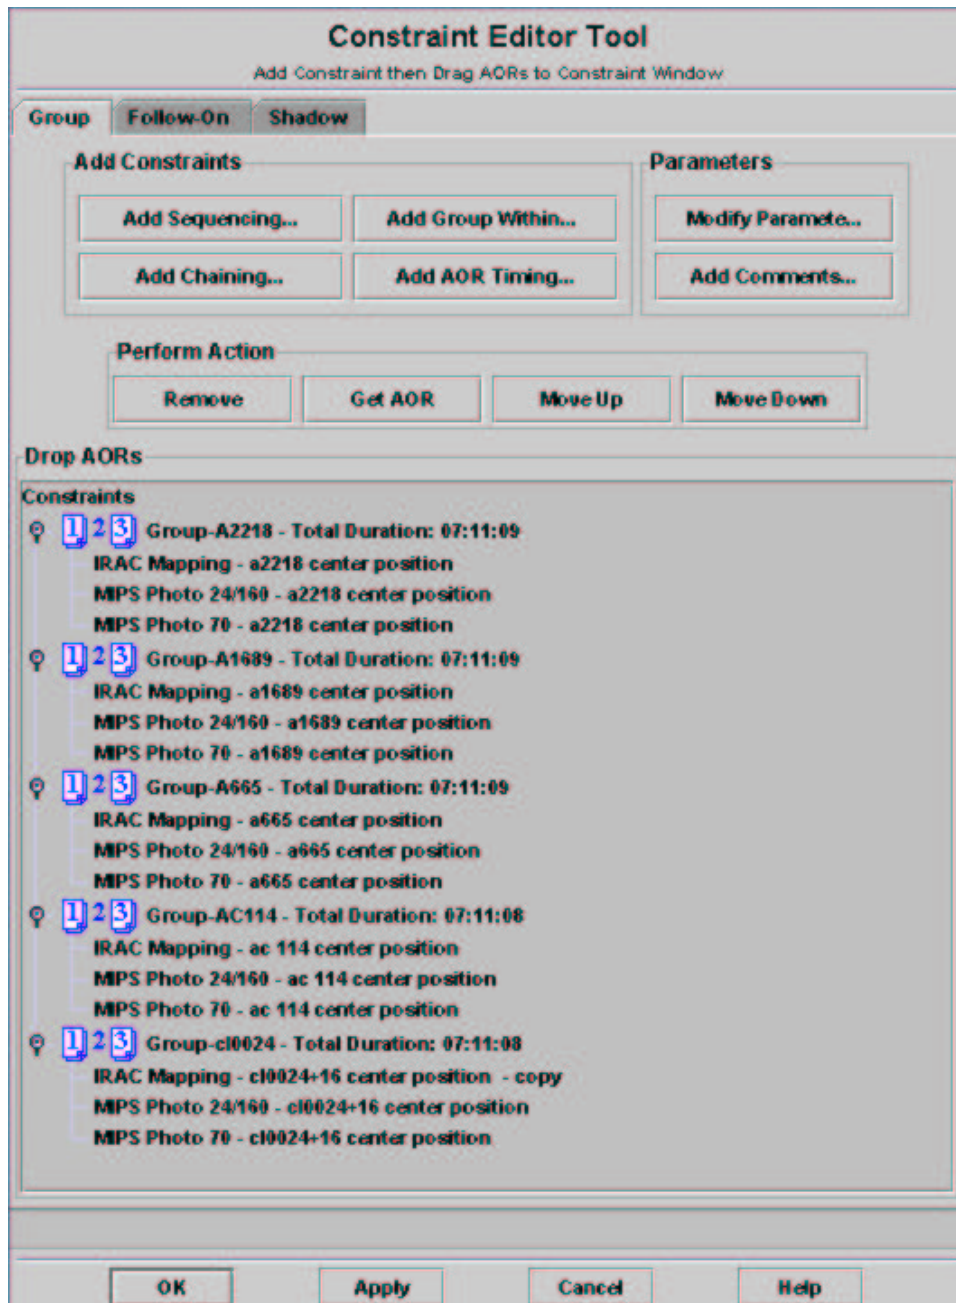 Constraint Editor Tool
Add Constraint then Drag AORs to Constraint Window
Group Follow-On Shadow
Add Constraints Parameters
Add Sequencing... Add Group Within... Modify Paramete...
Add Chaining... Add AOR Timing... Add Comments...
Perform Action
Remove Get AOR Move Up Move Down
Drop AORs
Constraints
1 2 3 Group-A2218 - Total Duration: 07:11:09
IRAC Mapping - a2218 center position
MIPS Photo 24/160 - a2218 center position
MIPS Photo 70 - a2218 center position
1 2 3 Group-A1689 - Total Duration: 07:11:09
IRAC Mapping - a1689 center position
MIPS Photo 24/160 - a1689 center position
MIPS Photo 70 - a1689 center position
1 2 3 Group-A665 - Total Duration: 07:11:09
IRAC Mapping - a665 center position
MIPS Photo 24/160 - a665 center position
MIPS Photo 70 - a665 center position
1 2 3 Group-AC114 - Total Duration: 07:11:08
IRAC Mapping - ac 114 center position
MIPS Photo 24/160 - ac 114 center position
MIPS Photo 70 - ac 114 center position
1 2 3 Group-cl0024 - Total Duration: 07:11:08
IRAC Mapping - cl0024+16 center position - copy
MIPS Photo 24/160 - cl0024+16 center position
MIPS Photo 70 - cl0024+16 center position
OK Apply Cancel Help